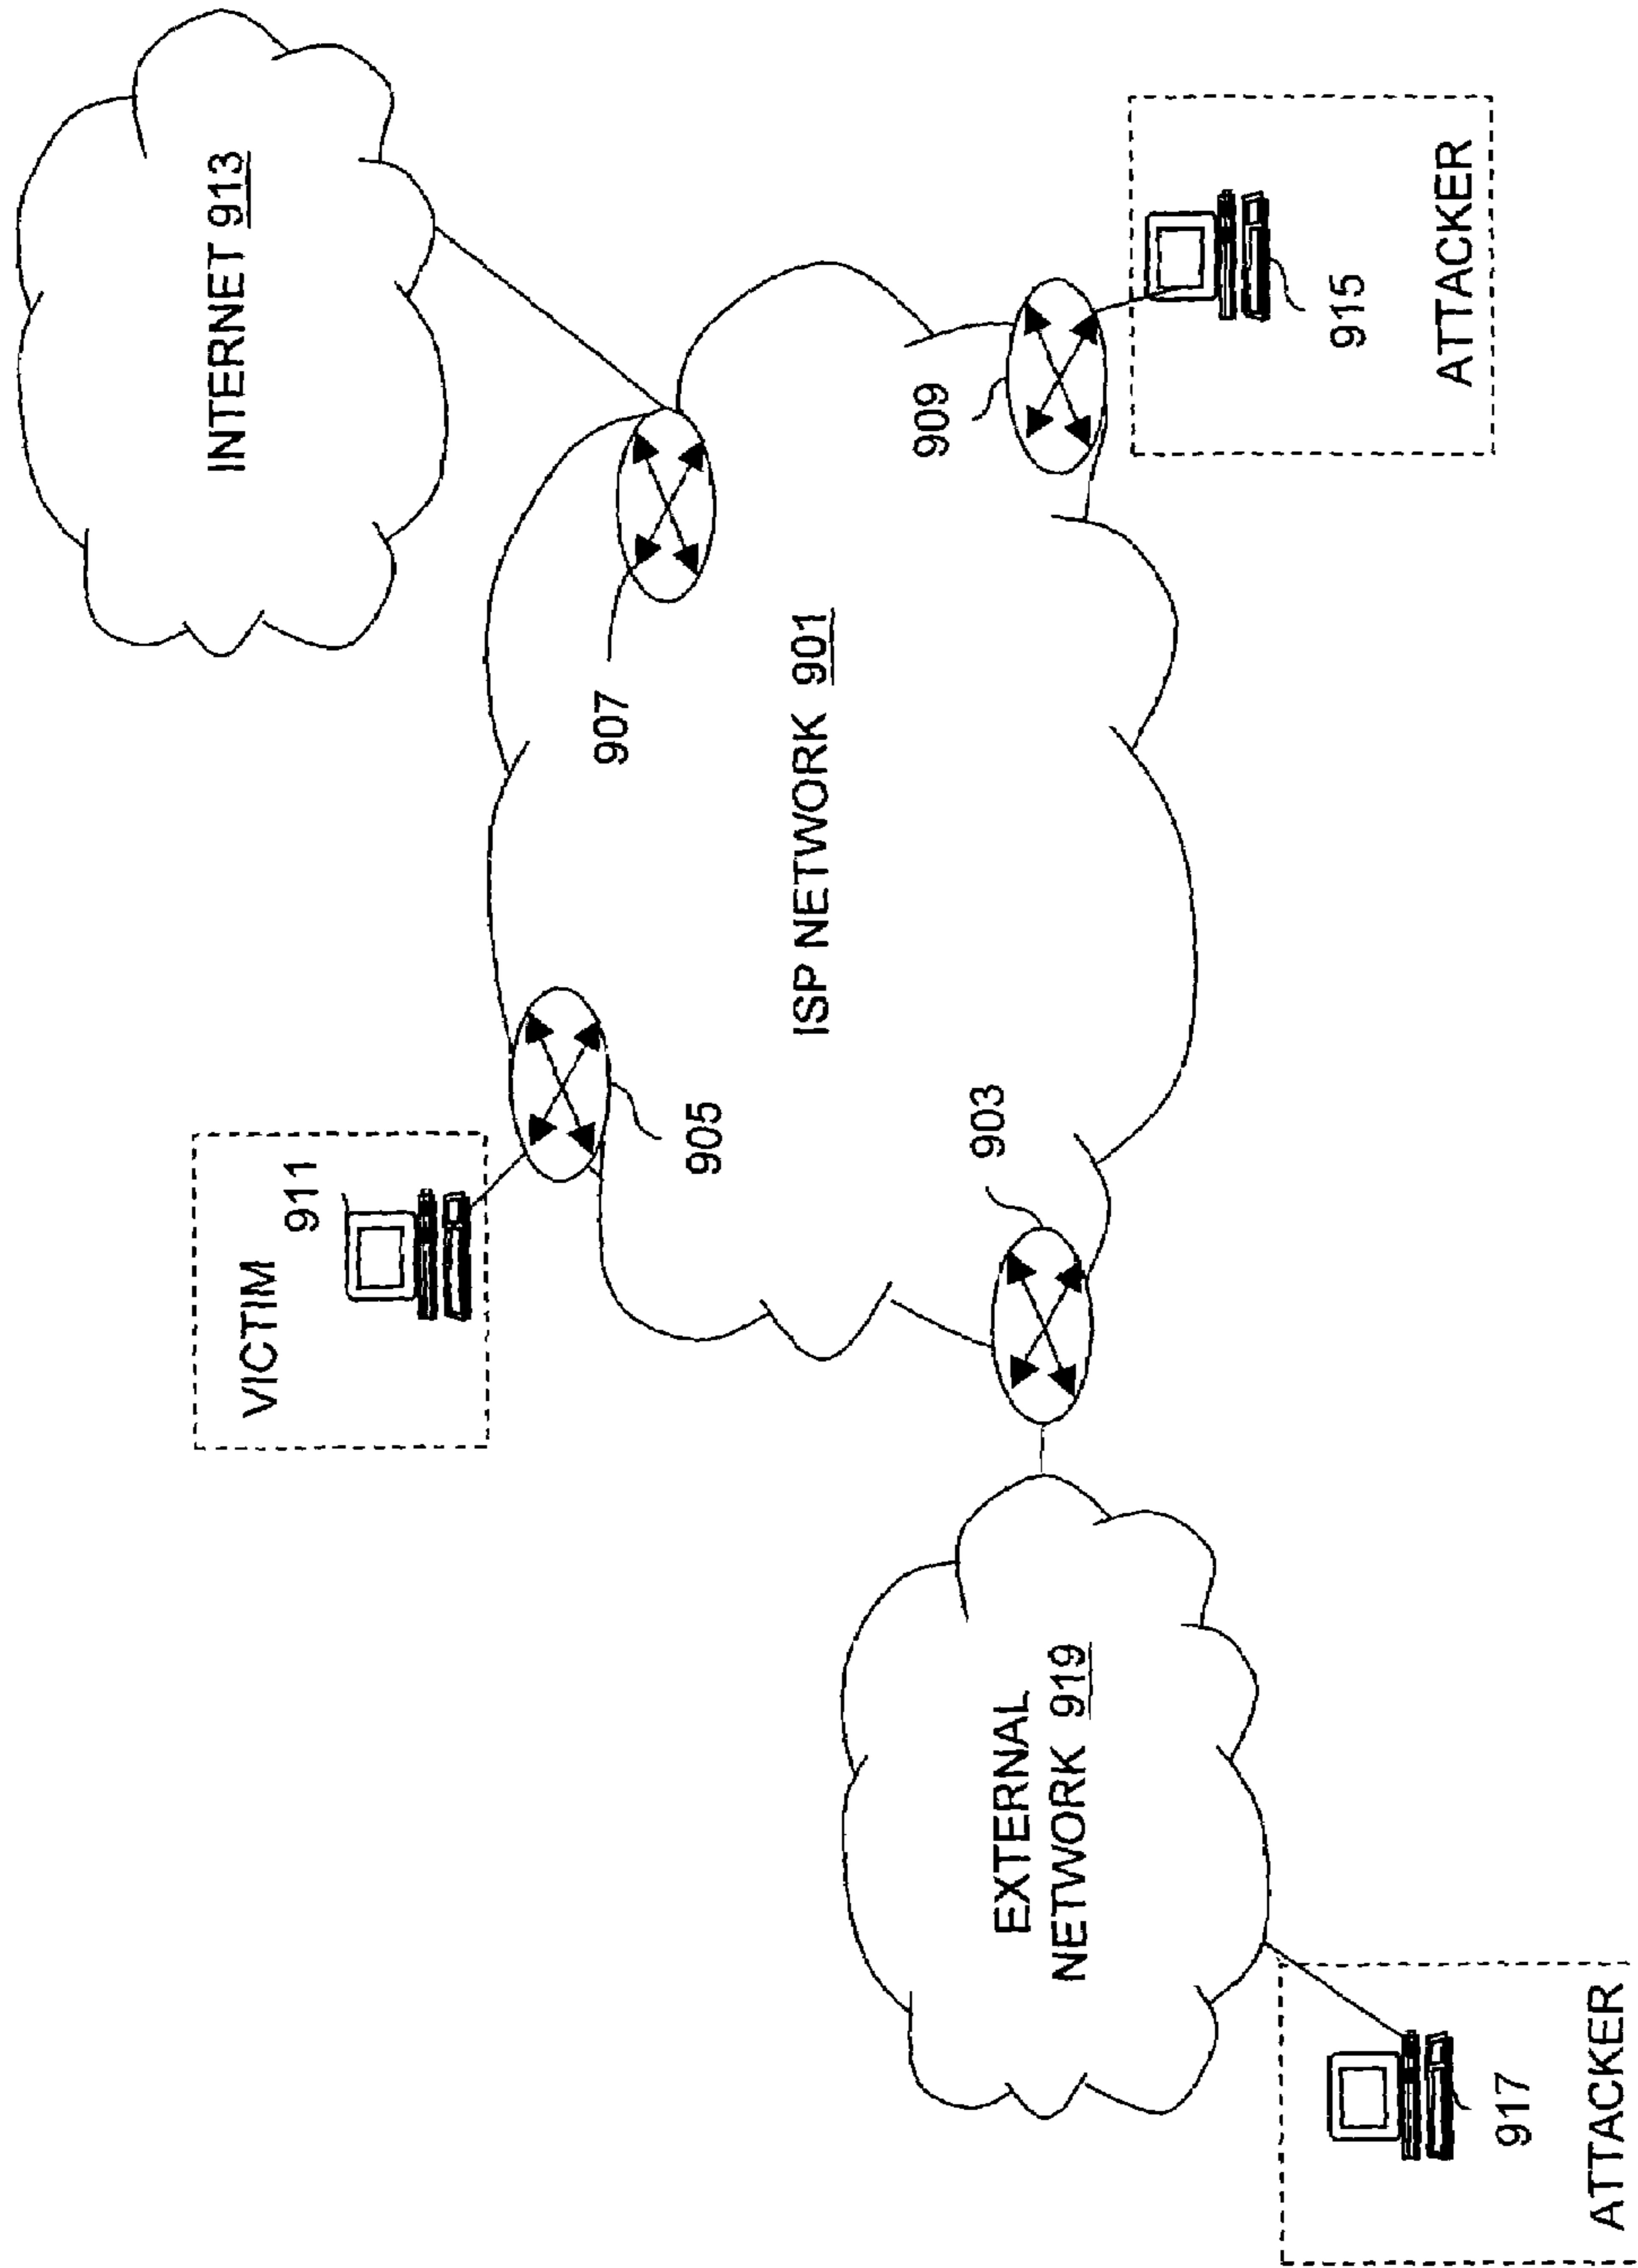 INTERNET 913
VICTIM
911
905
907
ISP NETWORK 901
903
909
915
ATTACKER
EXTERNAL
NETWORK 919
917
ATTACKER